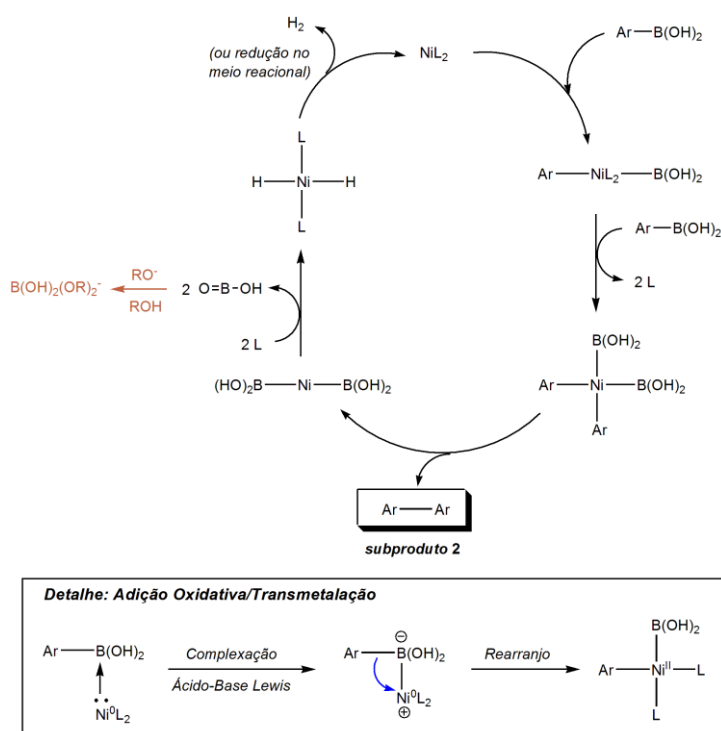 H2
(ou redução no
meio reacional)
NiL2
Ar—B(OH)2
L
H—Ni—H
L
Ar—NiL2—B(OH)2
Ar—B(OH)2
2 L
B(OH)2(OR)2-
RO-
ROH
2 O=B-OH
2 L
(HO)2B—Ni—B(OH)2
B(OH)2
Ar—Ni—B(OH)2
Ar
Ar—Ar
subproduto 2
Detalhe: Adição Oxidativa/Transmetalação
Ar—B(OH)2
Ni0L2
Complexação
Ácido-Base Lewis
⊖
Ar—B(OH)2
Ni0L2
⊕
Rearranjo
B(OH)2
Ar—NiII—L
L